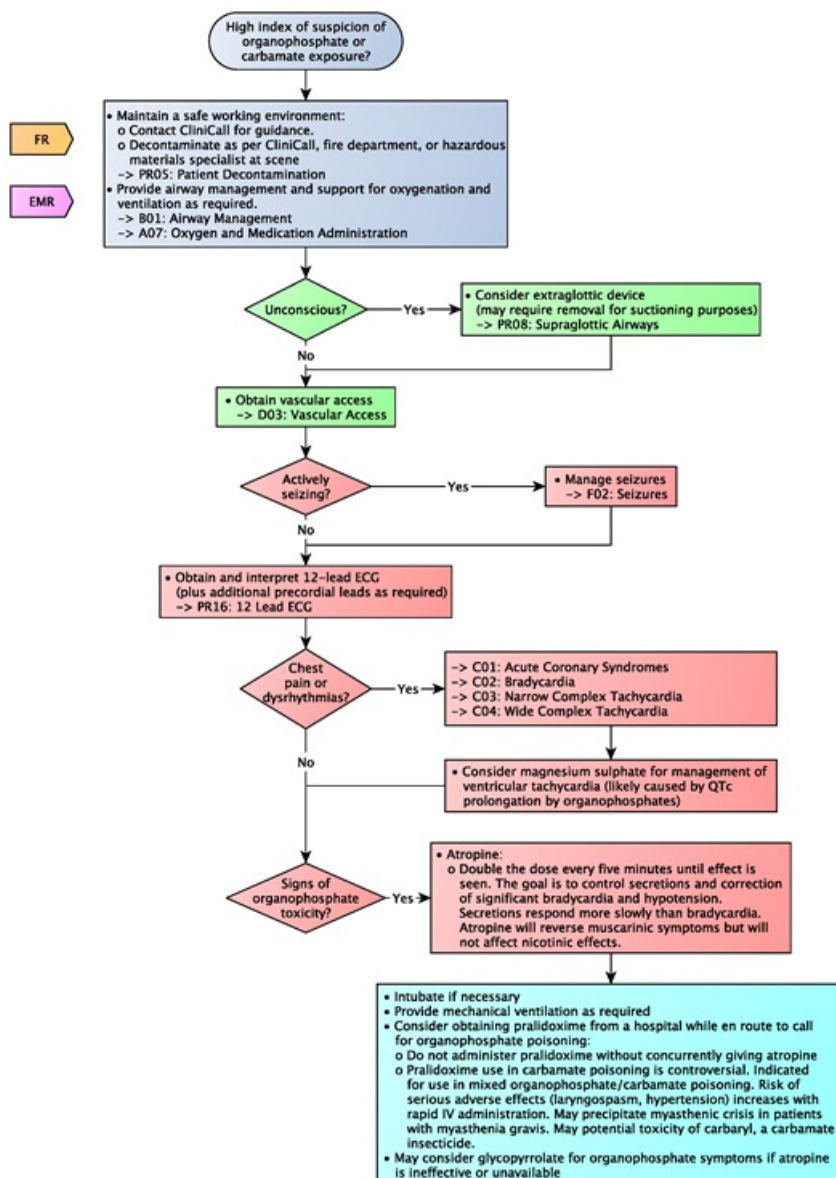 High index of suspicion of
organophosphate or
carbamate exposure?
FR
EMR
• Maintain a safe working environment:
o Contact CliniCall for guidance.
o Decontaminate as per CliniCall, fire department, or hazardous
materials specialist at scene
-> PR05: Patient Decontamination
• Provide airway management and support for oxygenation and
ventilation as required.
-> B01: Airway Management
-> A07: Oxygen and Medication Administration
Unconscious?
Yes
• Consider extraglottic device
(may require removal for suctioning purposes)
-> PR08: Supraglottic Airways
No
• Obtain vascular access
-> D03: Vascular Access
Actively
seizing?
Yes
• Manage seizures
-> F02: Seizures
No
• Obtain and interpret 12-lead ECG
(plus additional precordial leads as required)
-> PR16: 12 Lead ECG
Chest
pain or
dysrhythmias?
Yes
-> C01: Acute Coronary Syndromes
-> C02: Bradycardia
-> C03: Narrow Complex Tachycardia
-> C04: Wide Complex Tachycardia
No
• Consider magnesium sulphate for management of
ventricular tachycardia (likely caused by QTc
prolongation by organophosphates)
Signs of
organophosphate
toxicity?
Yes
• Atropine:
o Double the dose every five minutes until effect is
seen. The goal is to control secretions and correction
of significant bradycardia and hypotension.
Secretions respond more slowly than bradycardia.
Atropine will reverse muscarinic symptoms but will
not affect nicotinic effects.
• Intubate if necessary
• Provide mechanical ventilation as required
• Consider obtaining pralidoxime from a hospital while en route to call
for organophosphate poisoning:
o Do not administer pralidoxime without concurrently giving atropine
o Pralidoxime use in carbamate poisoning is controversial. Indicated
for use in mixed organophosphate/carbamate poisoning. Risk of
serious adverse effects (laryngospasm, hypertension) increases with
rapid IV administration. May precipitate myasthenic crisis in patients
with myasthenia gravis. May potential toxicity of carbaryl, a carbamate
insecticide.
• May consider glycopyrrolate for organophosphate symptoms if atropine
is ineffective or unavailable